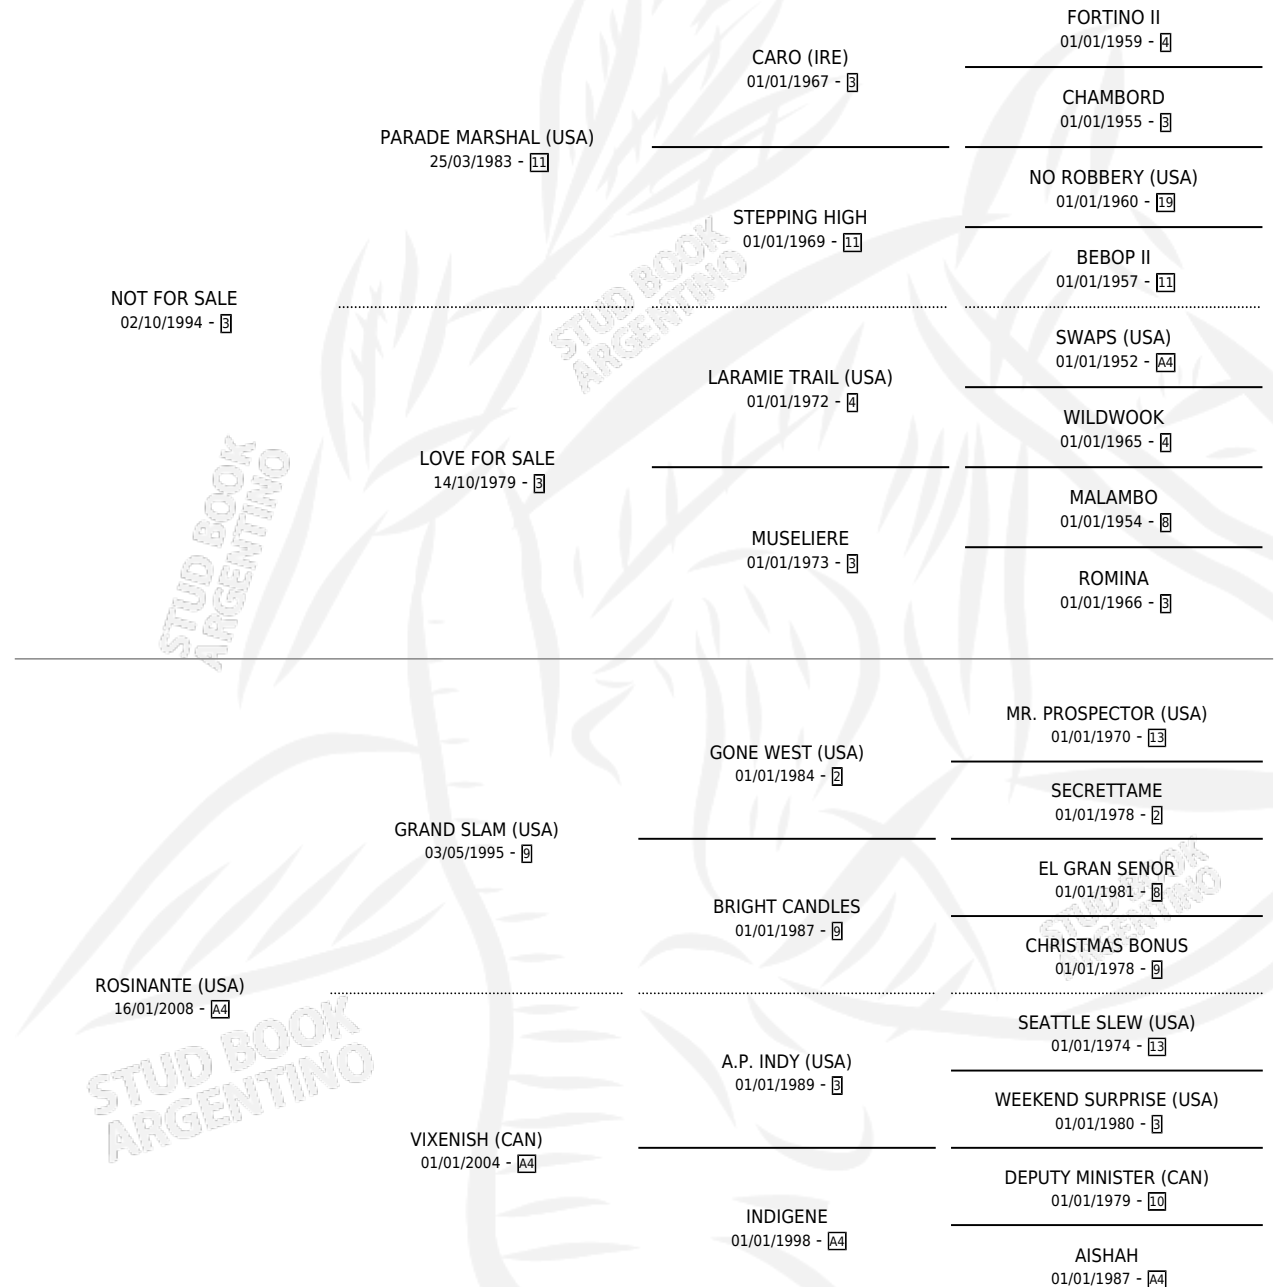 FORTINO II
01/01/1959 - 4
CARO (IRE)
01/01/1967 - 3
CHAMBORD
01/01/1955 - 3
PARADE MARSHAL (USA)
25/03/1983 - 11
NO ROBBERY (USA)
01/01/1960 - 19
STEPPING HIGH
01/01/1969 - 11
BEBOP II
01/01/1957 - 11
NOT FOR SALE
02/10/1994 - 3
STUD BOOK
ARGENTINO
SWAPS (USA)
01/01/1952 - A4
LARAMIE TRAIL (USA)
01/01/1972 - 4
WILDWOOK
01/01/1965 - 4
LOVE FOR SALE
14/10/1979 - 3
MALAMBO
01/01/1954 - 8
MUSELIERE
01/01/1973 - 3
ROMINA
01/01/1966 - 3
STUD BOOK
ARGENTINO
MR. PROSPECTOR (USA)
01/01/1970 - 13
GONE WEST (USA)
01/01/1984 - 2
SECRETTAME
01/01/1978 - 2
GRAND SLAM (USA)
03/05/1995 - 9
EL GRAN SENOR
01/01/1981 - 8
BRIGHT CANDLES
01/01/1987 - 9
CHRISTMAS BONUS
01/01/1978 - 9
STUD BOOK
ARGENTINO
ROSINANTE (USA)
16/01/2008 - A4
SEATTLE SLEW (USA)
01/01/1974 - 13
A.P. INDY (USA)
01/01/1989 - 3
WEEKEND SURPRISE (USA)
01/01/1980 - 3
STUD BOOK
ARGENTINO
VIXENISH (CAN)
01/01/2004 - A4
DEPUTY MINISTER (CAN)
01/01/1979 - 10
INDIGENE
01/01/1998 - A4
AISHAH
01/01/1987 - A4